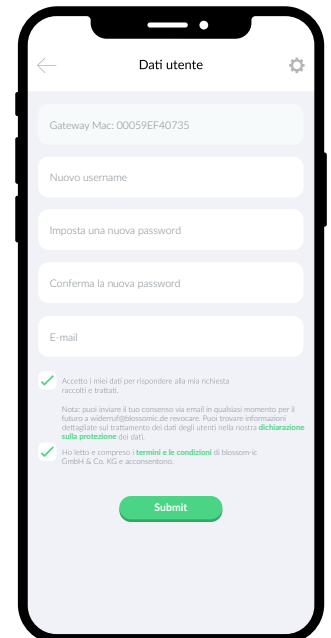 Dati utente
Gateway Mac: 00059EF40735
Nuovo username
Imposta una nuova password
Conferma la nuova password
E-mail
Accetto i miei dati per rispondere alla mia richiesta
raccolti e trattati.
Nota: puoi inviare il tuo consenso via email in qualsiasi momento per il
futuro a widerruf@blossomic.de revocare. Puoi trovare informazioni
dettagliate sul trattamento dei dati degli utenti nella nostra dichiarazione
sulla protezione dei dati.
Ho letto e compreso i termini e le condizioni di blossom-ic
GmbH & Co. KG e acconsentono.
Submit